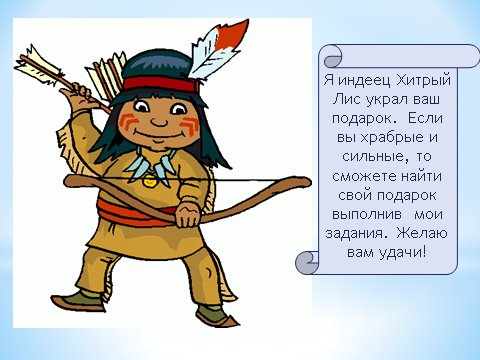 Я индеец Хитрый
Лис украл ваш
подарок. Если
вы храбрые и
сильные, то
сможете найти
свой подарок
выполнив мои
задания. Желаю
вам удачи!